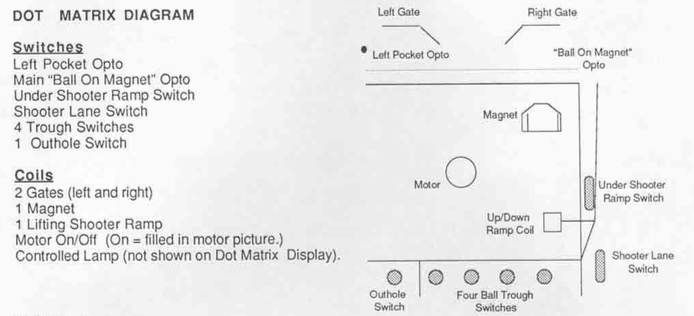 DOT MATRIX DIAGRAM
Switches
Left Pocket Opto
Main "Ball On Magnet" Opto
Under Shooter Ramp Switch
Shooter Lane Switch
4 Trough Switches
1 Outhole Switch
Coils
2 Gates (left and right)
1 Magnet
1 Lifting Shooter Ramp
Motor On/Off (On = filled in motor picture.)
Controlled Lamp (not shown on Dot Matrix Display).
Left Gate
Right Gate
Left Pocket Opto
"Ball On Magnet"
Opto
Magnet
Motor
Under Shooter
Ramp Switch
Up/Down
Ramp Coil
Shooter Lane
Switch
Outhole
Switch
Four Ball Trough
Switches